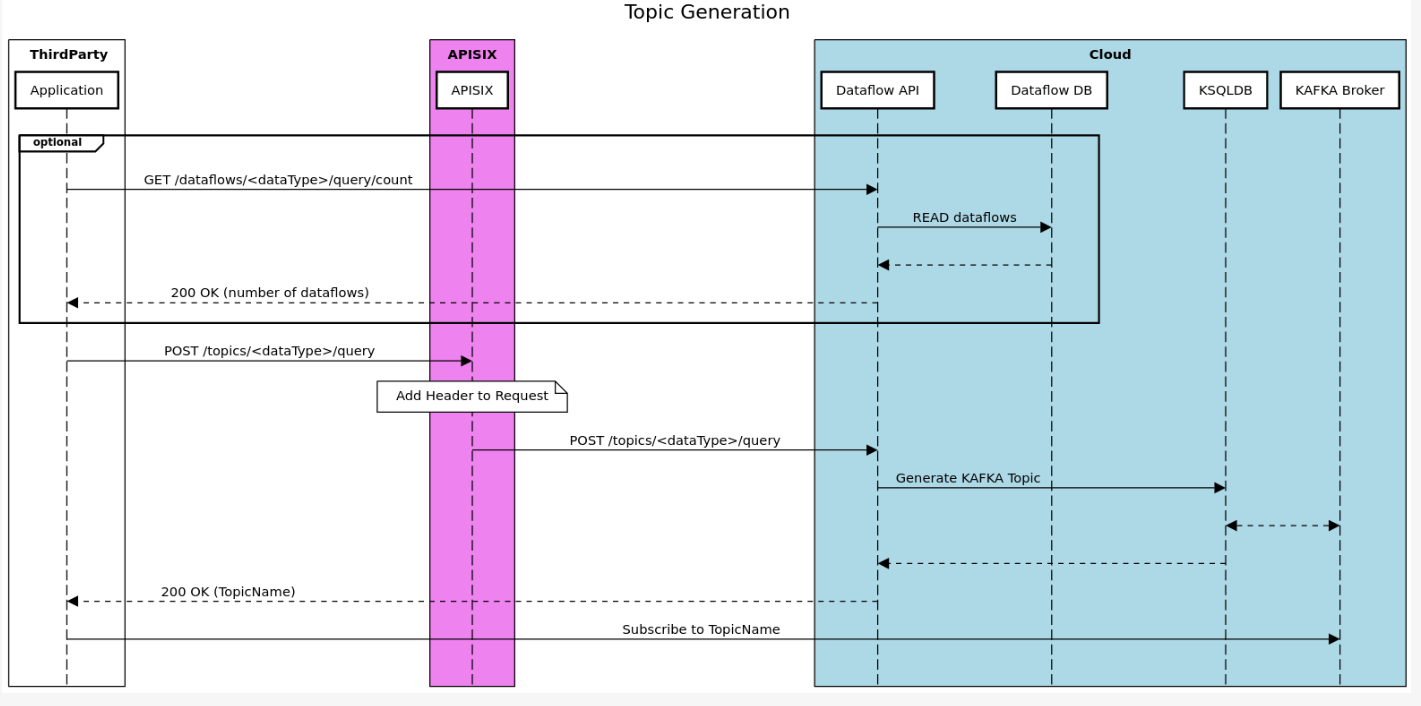 Topic Generation
ThirdParty
APISIX
Cloud
Application
APISIX
Dataflow API
Dataflow DB
KSQLDB
KAFKA Broker
optional
GET /dataflows/<dataType>/query/count
READ dataflows
200 OK (number of dataflows)
POST /topics/<dataType>/query
Add Header to Request
POST /topics/<dataType>/query
Generate KAFKA Topic
200 OK (TopicName)
Subscribe to TopicName